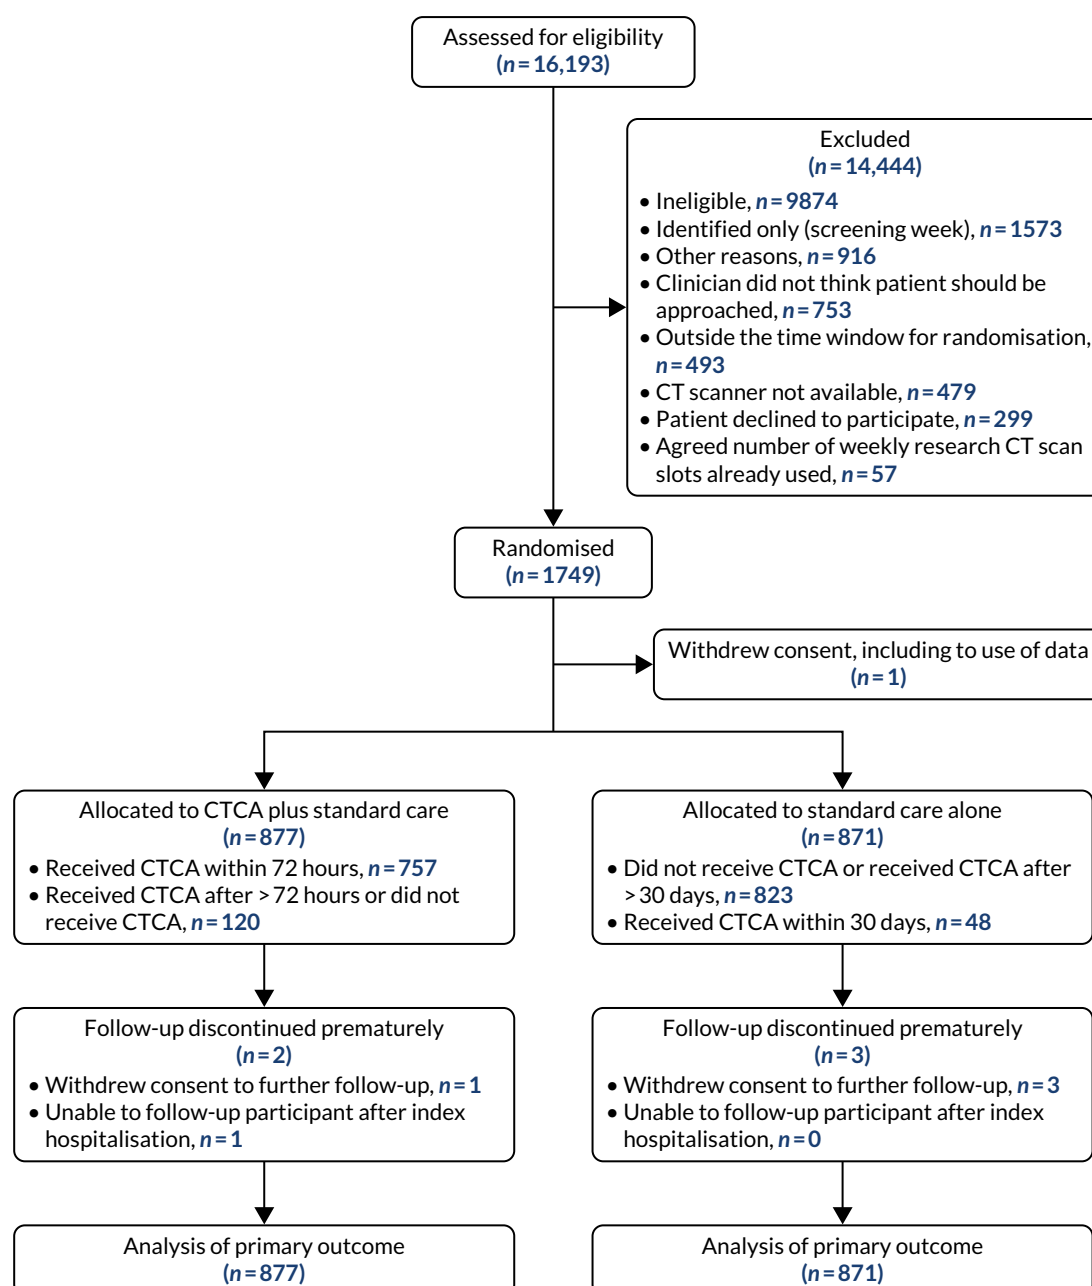 Assessed for eligibility
(n=16,193)
Excluded
(n=14,444)
• Ineligible, n=9874
• Identified only (screening week), n=1573
• Other reasons, n=916
• Clinician did not think patient should be
approached, n=753
• Outside the time window for randomisation,
n=493
• CT scanner not available, n=479
• Patient declined to participate, n=299
• Agreed number of weekly research CT scan
slots already used, n=57
Randomised
(n=1749)
Withdrew consent, including to use of data
(n=1)
Allocated to CTCA plus standard care
(n=877)
• Received CTCA within 72 hours, n=757
• Received CTCA after >72 hours or did not
receive CTCA, n=120
Allocated to standard care alone
(n=871)
• Did not receive CTCA or received CTCA after
>30 days, n=823
• Received CTCA within 30 days, n=48
Follow-up discontinued prematurely
(n=2)
• Withdrew consent to further follow-up, n=1
• Unable to follow-up participant after index
hospitalisation, n=1
Follow-up discontinued prematurely
(n=3)
• Withdrew consent to further follow-up, n=3
• Unable to follow-up participant after index
hospitalisation, n=0
Analysis of primary outcome
(n=877)
Analysis of primary outcome
(n=871)